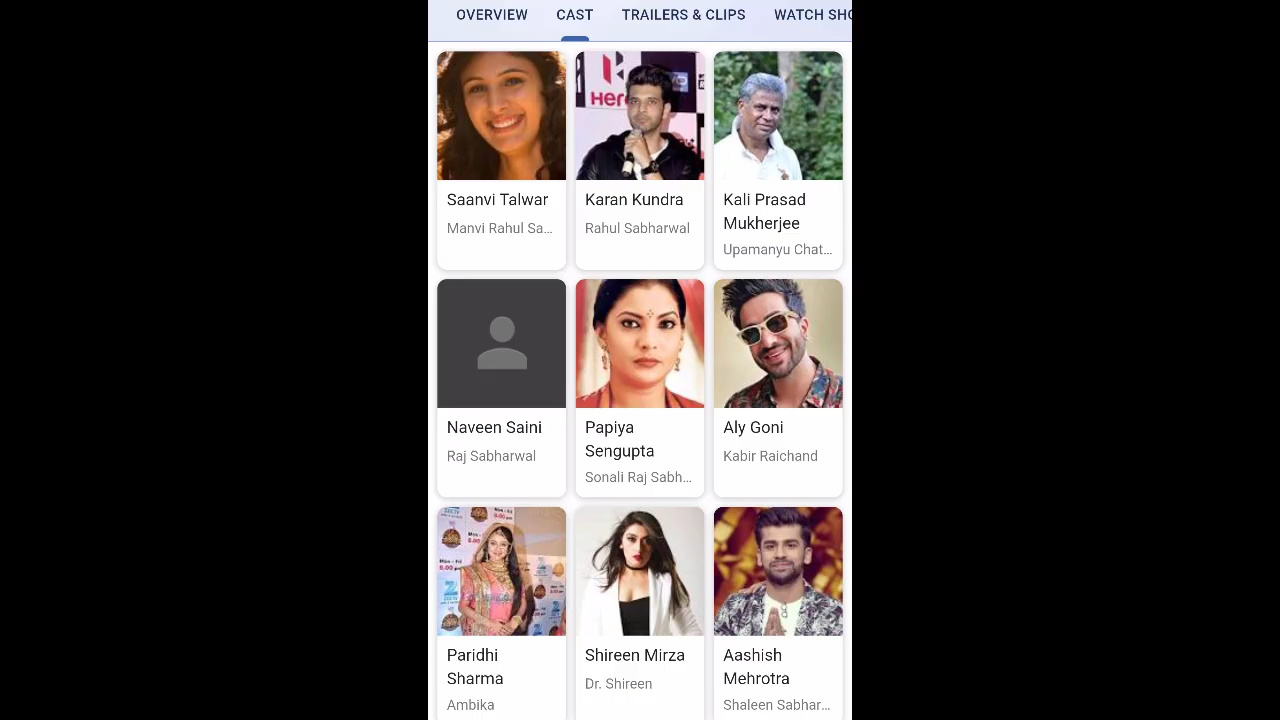 OVERVIEW CAST TRAILERS & CLIPS WATCH SHO
HERO
Saanvi Talwar
Manvi Rahul Sa...
Karan Kundra
Rahul Sabharwal
Kali Prasad
Mukherjee
Upamanyu Chat...
Naveen Saini
Raj Sabharwal
Papiya
Sengupta
Sonali Raj Sabh...
Aly Goni
Kabir Raichand
Paridhi
Sharma
Ambika
Shireen Mirza
Dr. Shireen
Aashish
Mehrotra
Shaleen Sabhar...